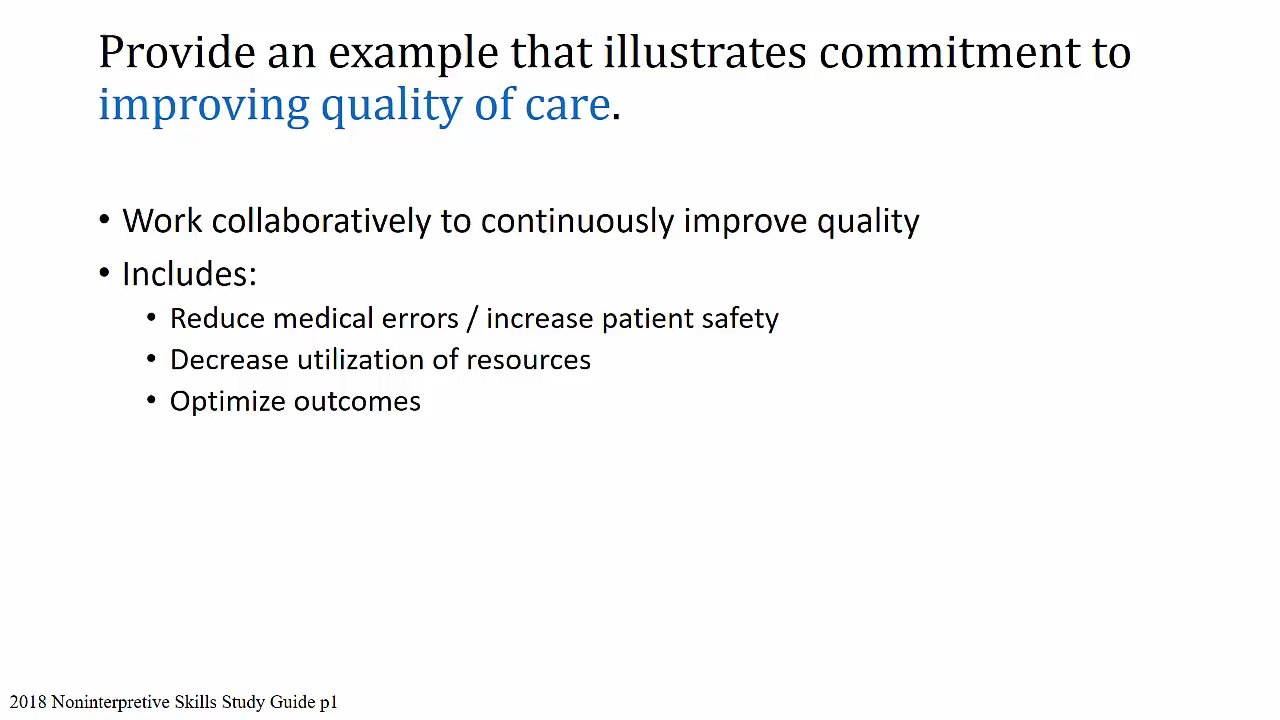 Provide an example that illustrates commitment to
improving quality of care.
• Work collaboratively to continuously improve quality
• Includes:
• Reduce medical errors / increase patient safety
• Decrease utilization of resources
• Optimize outcomes
2018 Noninterpretive Skills Study Guide p1